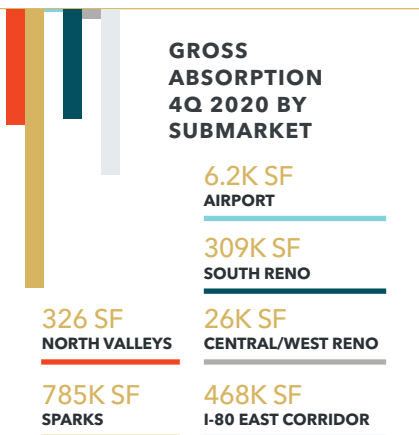 GROSS
ABSORPTION
4Q 2020 BY
SUBMARKET
6.2K SF
AIRPORT
309K SF
SOUTH RENO
326 SF
NORTH VALLEYS
26K SF
CENTRAL/WEST RENO
785K SF
SPARKS
468K SF
I-80 EAST CORRIDOR